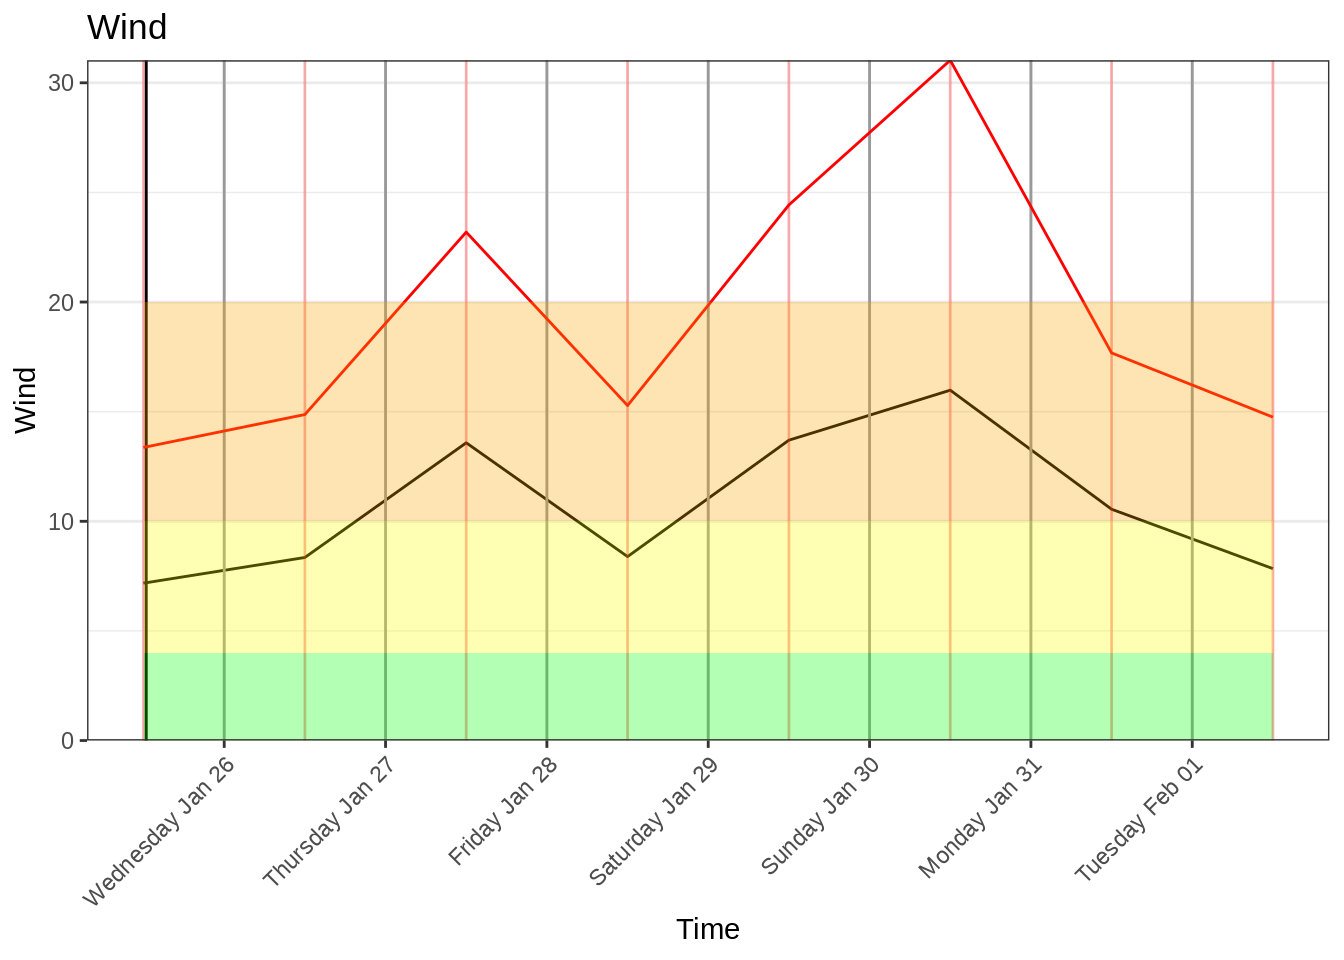 Wind
30
20
10
0
Wind
Wednesday Jan 26
Thursday Jan 27
Friday Jan 28
Saturday Jan 29
Sunday Jan 30
Monday Jan 31
Tuesday Feb 01
Time